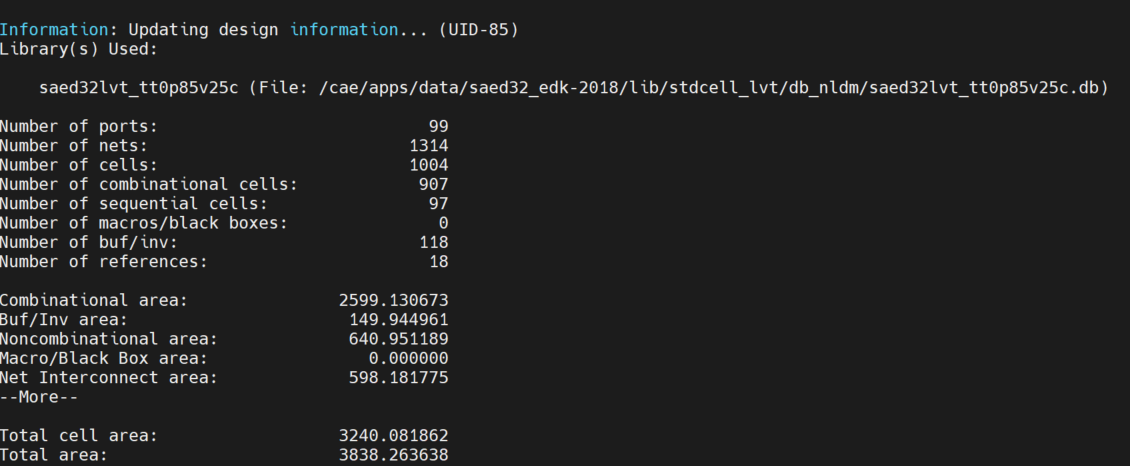 Information: Updating design information... (UID-85)
Library(s) Used:
saed32lvt_tt0p85v25c (File: /cae/apps/data/saed32_edk-2018/lib/stdcell_lvt/db_nldm/saed32lvt_tt0p85v25c.db)
Number of ports: 99
Number of nets: 1314
Number of cells: 1004
Number of combinational cells: 907
Number of sequential cells: 97
Number of macros/black boxes: 0
Number of buf/inv: 118
Number of references: 18
Combinational area: 2599.130673
Buf/Inv area: 149.944961
Noncombinational area: 640.951189
Macro/Black Box area: 0.000000
Net Interconnect area: 598.181775
--More--
Total cell area: 3240.081862
Total area: 3838.263638